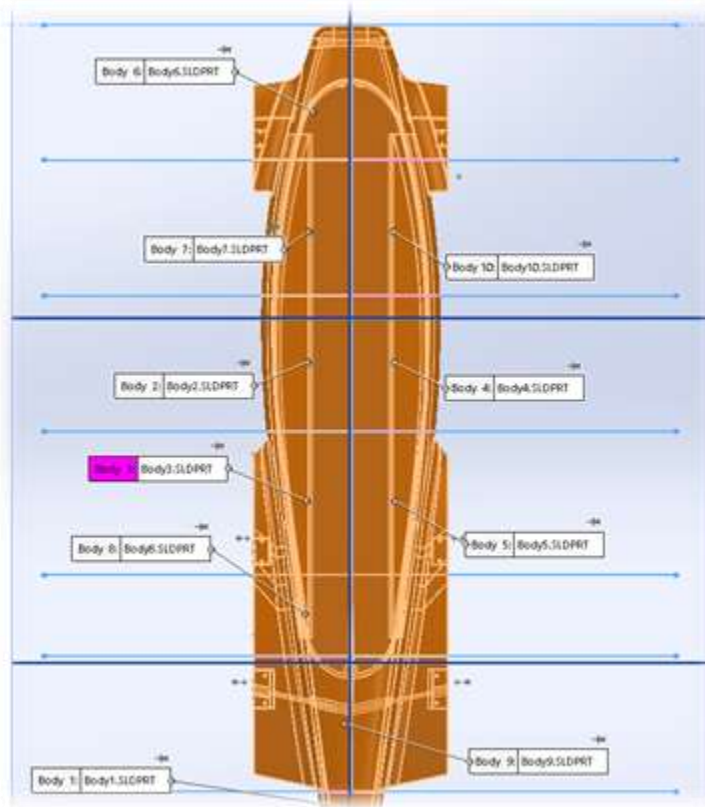 Body 6: Body6.SLDPRT
Body 7: Body7.SLDPRT
Body 10: Body10.SLDPRT
Body 2: Body2.SLDPRT
Body 4: Body4.SLDPRT
Body 3: Body3.SLDPRT
Body 5: Body5.SLDPRT
Body 8: Body8.SLDPRT
Body 9: Body9.SLDPRT
Body 1: Body1.SLDPRT